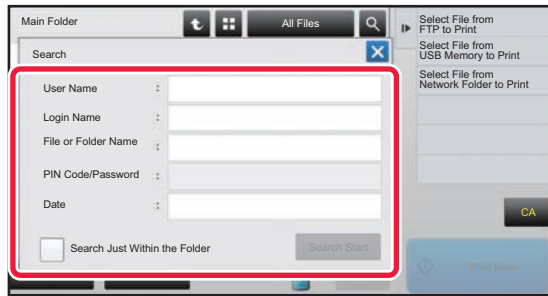 Main Folder
All Files
Search
User Name :
Login Name :
File or Folder Name :
PIN Code/Password :
Date :
Search Just Within the Folder
Search Start
Select File from
FTP to Print
Select File from
USB Memory to Print
Select File from
Network Folder to Print
CA
Print Now